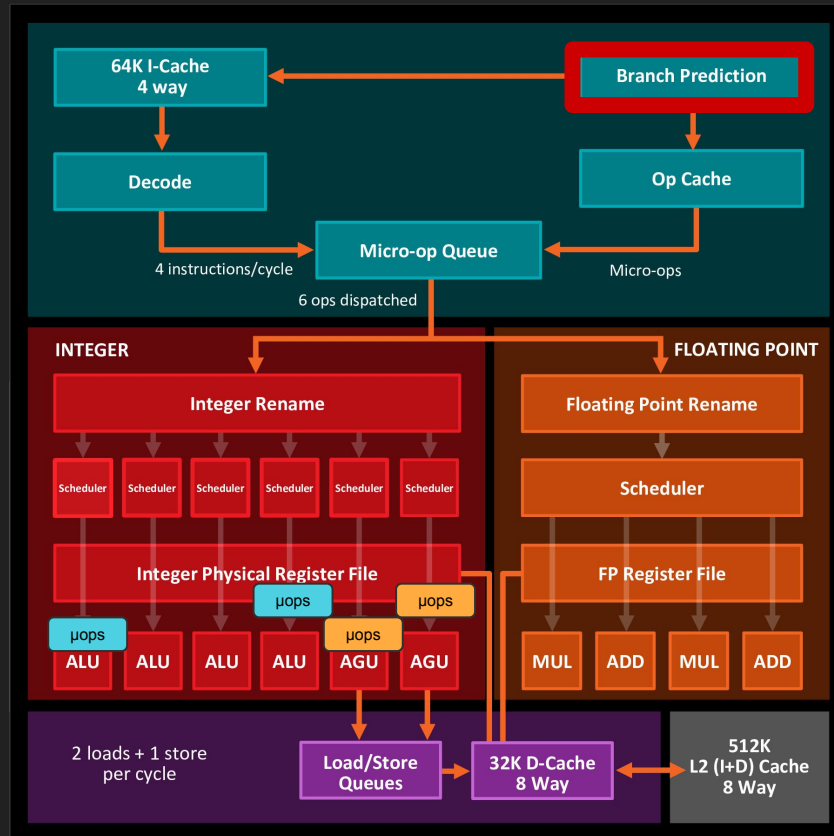 64K I-Cache
4 way
Branch Prediction
Decode
Op Cache
Micro-op Queue
4 instructions/cycle
Micro-ops
6 ops dispatched
INTEGER
FLOATING POINT
Integer Rename
Floating Point Rename
Scheduler
Scheduler
Scheduler
Scheduler
Scheduler
Scheduler
Scheduler
Integer Physical Register File
FP Register File
µops
µops
µops
µops
ALU
ALU
ALU
ALU
AGU
AGU
MUL
ADD
MUL
ADD
2 loads + 1 store
per cycle
Load/Store
Queues
32K D-Cache
8 Way
512K
L2 (I+D) Cache
8 Way